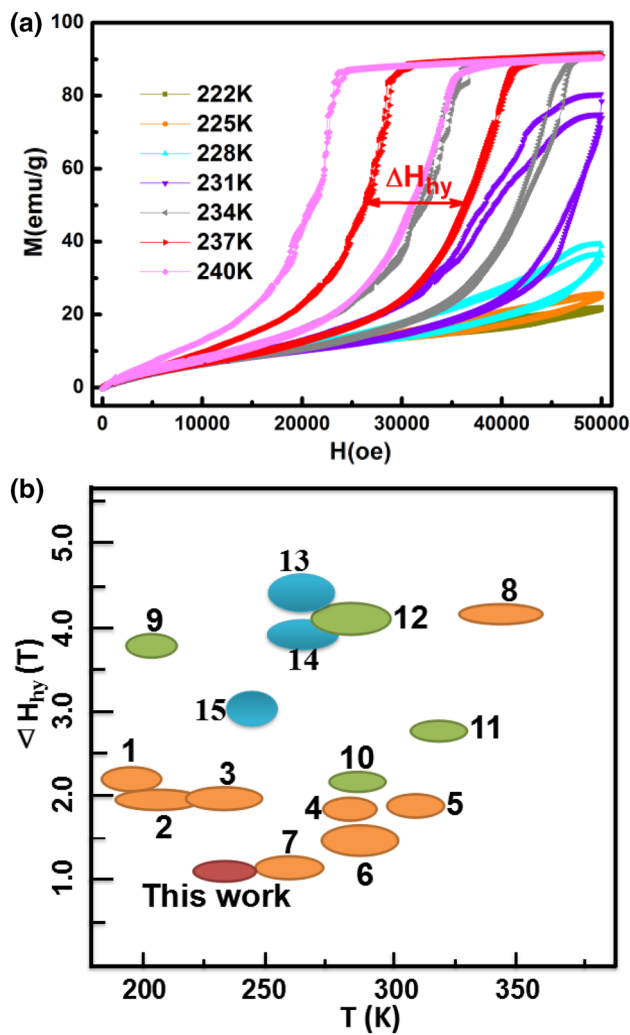 (a)
100
80
60
40
20
0
M(emu/g)
222K
225K
228K
231K
234K
237K
240K
ΔHhy
0 10000 20000 30000 40000 50000
H(oe)
(b)
5.0
4.0
3.0
2.0
1.0
△ Hhy (T)
13
8
9
12
14
15
11
1
3
10
2
4
5
7
6
This work
200 250 300 350
T (K)